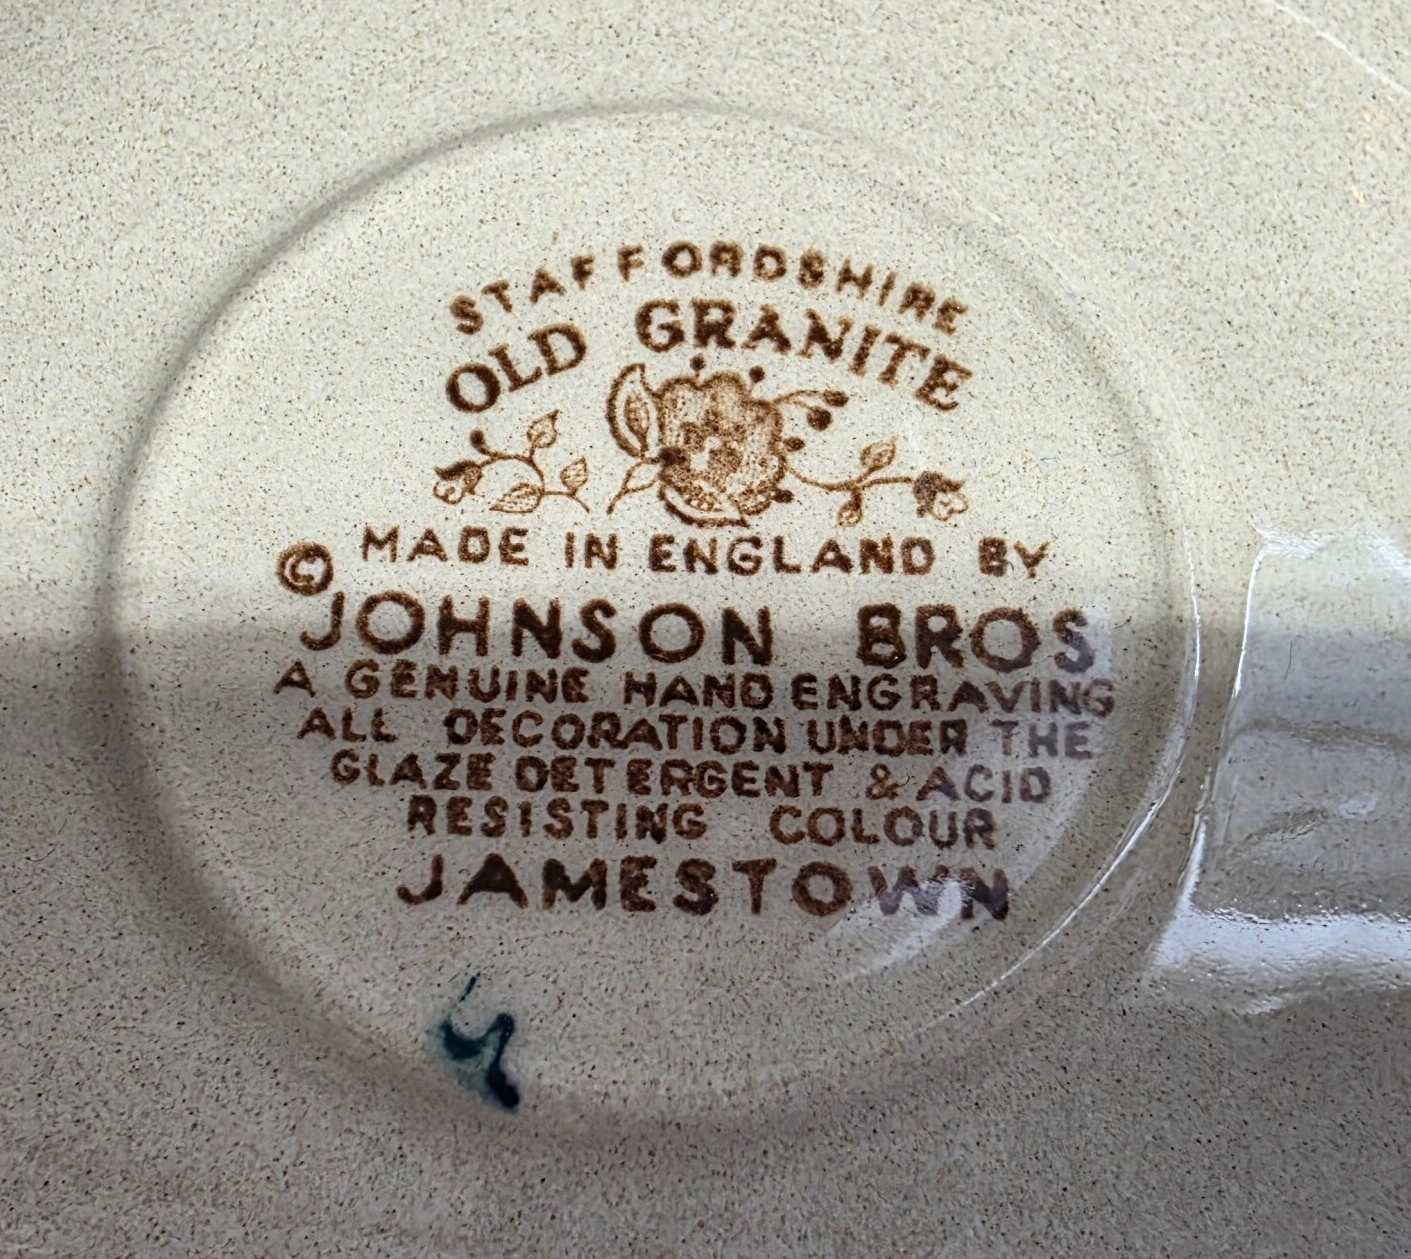 STAFFORDSHIRE
OLD GRANITE
MADE IN ENGLAND BY
©
JOHNSON BROS
A GENUINE HAND ENGRAVING
ALL DECORATION UNDER THE
GLAZE DETERGENT & ACID
RESISTING COLOUR
JAMESTOWN